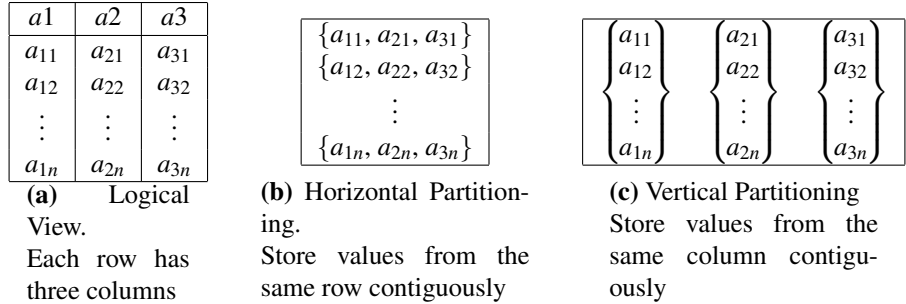 a1 a2 a3
a11 a21 a31
a12 a22 a32
⋮ ⋮ ⋮
a1n a2n a3n
(a) Logical
View.
Each row has
three columns
{a11, a21, a31}
{a12, a22, a32}
⋮
{a1n, a2n, a3n}
(b) Horizontal Partition-
ing.
Store values from the
same row contiguously
a11 a21 a31
a12 a22 a32
⋮ ⋮ ⋮
a1n a2n a3n
(c) Vertical Partitioning
Store values from the
same column contigu-
ously